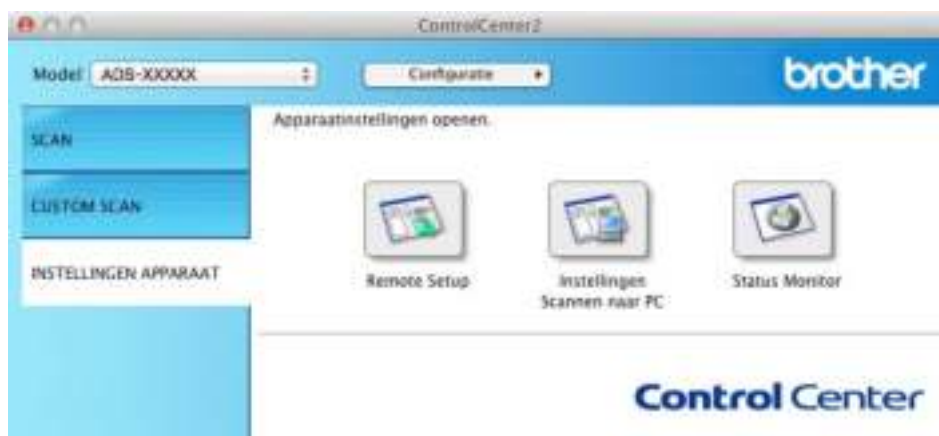 ControlCenter2
Model ADS-XXXXX Configuratie
brother
SCAN
CUSTOM SCAN
INSTELLINGEN APPARAAT
Apparaatinstellingen openen.
Remote Setup
Instellingen
Scannen naar PC
Status Monitor
Control Center